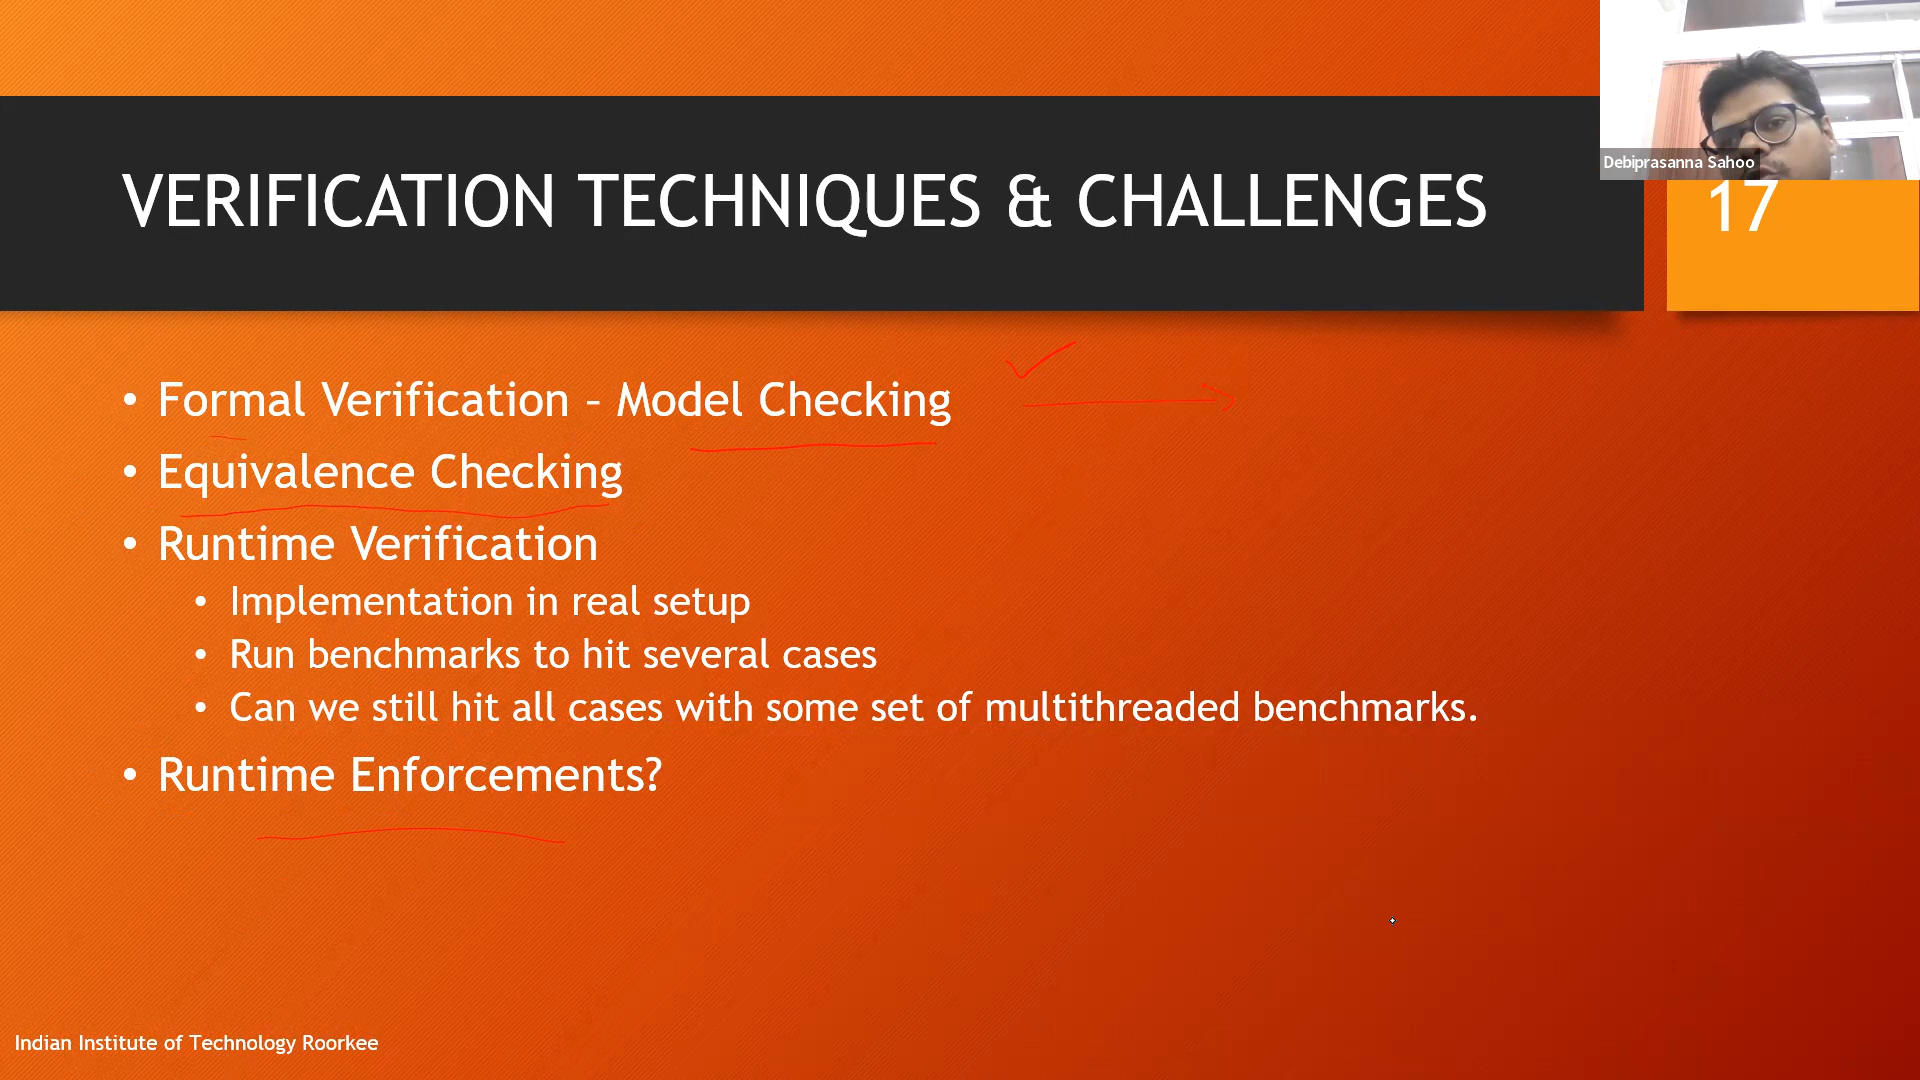 VERIFICATION TECHNIQUES & CHALLENGES
Debiprasanna Sahoo
17
• Formal Verification – Model Checking
• Equivalence Checking
• Runtime Verification
• Implementation in real setup
• Run benchmarks to hit several cases
• Can we still hit all cases with some set of multithreaded benchmarks.
• Runtime Enforcements?
Indian Institute of Technology Roorkee